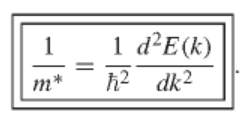 1/m* = 1/ħ² d²E(k)/dk²